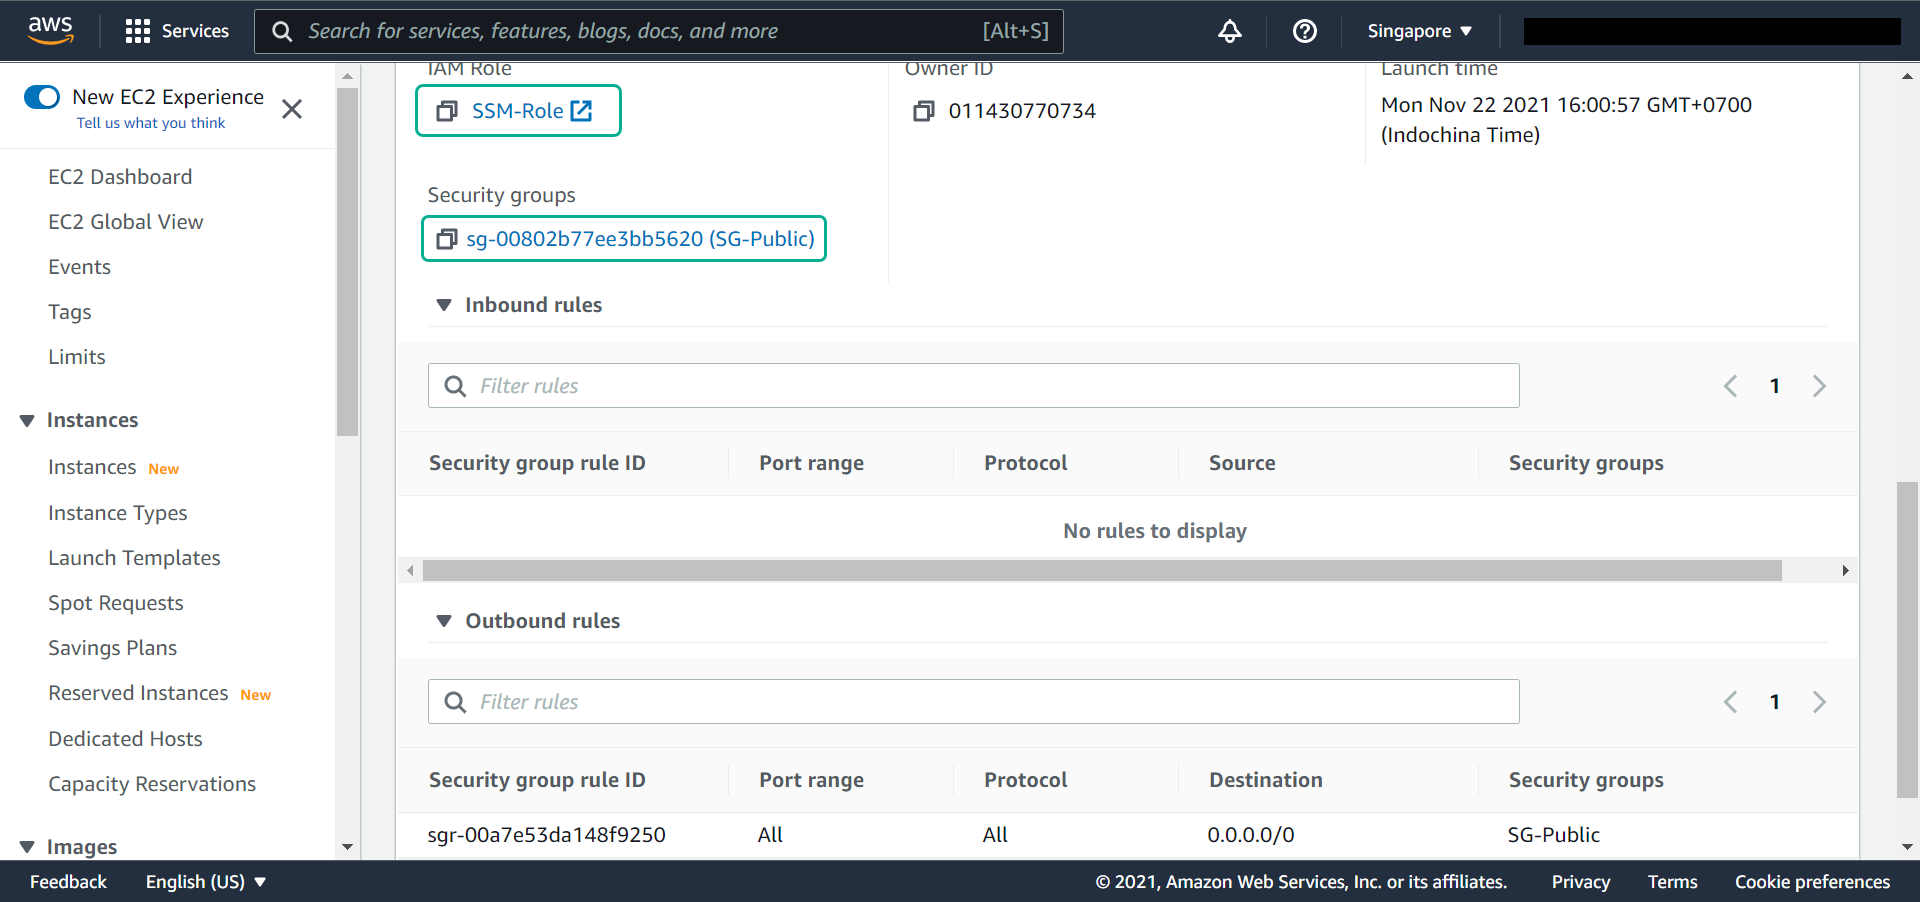 aws
Services
Search for services, features, blogs, docs, and more
[Alt+S]
Singapore
New EC2 Experience
Tell us what you think
EC2 Dashboard
EC2 Global View
Events
Tags
Limits
Instances
Instances New
Instance Types
Launch Templates
Spot Requests
Savings Plans
Reserved Instances New
Dedicated Hosts
Capacity Reservations
Images
IAM Role
SSM-Role
Owner ID
011430770734
Launch time
Mon Nov 22 2021 16:00:57 GMT+0700
(Indochina Time)
Security groups
sg-00802b77ee3bb5620 (SG-Public)
Inbound rules
Filter rules
1
Security group rule ID Port range Protocol Source Security groups
No rules to display
Outbound rules
Filter rules
1
Security group rule ID Port range Protocol Destination Security groups
sgr-00a7e53da148f9250 All All 0.0.0.0/0 SG-Public
Feedback English (US) © 2021, Amazon Web Services, Inc. or its affiliates. Privacy Terms Cookie preferences